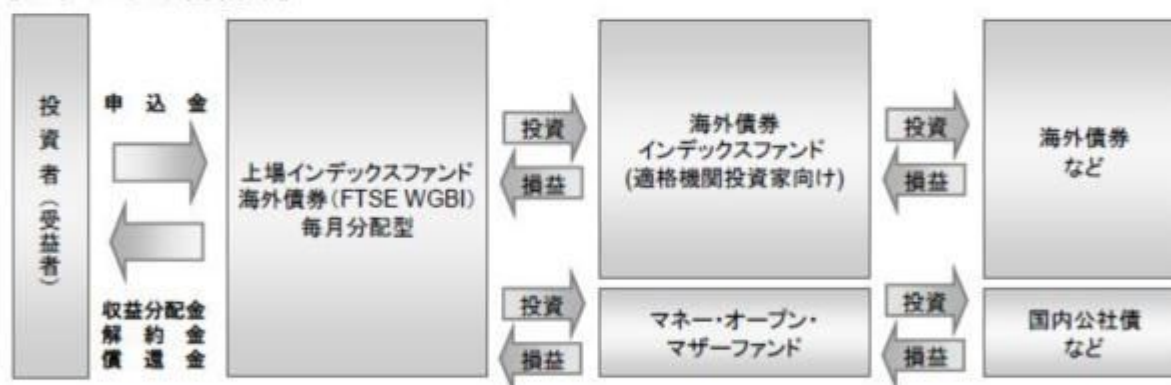 投資者(受益者)
申込金
収益分配金
解約金
償還金
上場インデックスファンド
海外債券(FTSE WGBI)
毎月分配型
投資
損益
投資
損益
海外債券
インデックスファンド
(適格機関投資家向け)
マネー・オープン・
マザーファンド
投資
損益
投資
損益
海外債券
など
国内公社債
など